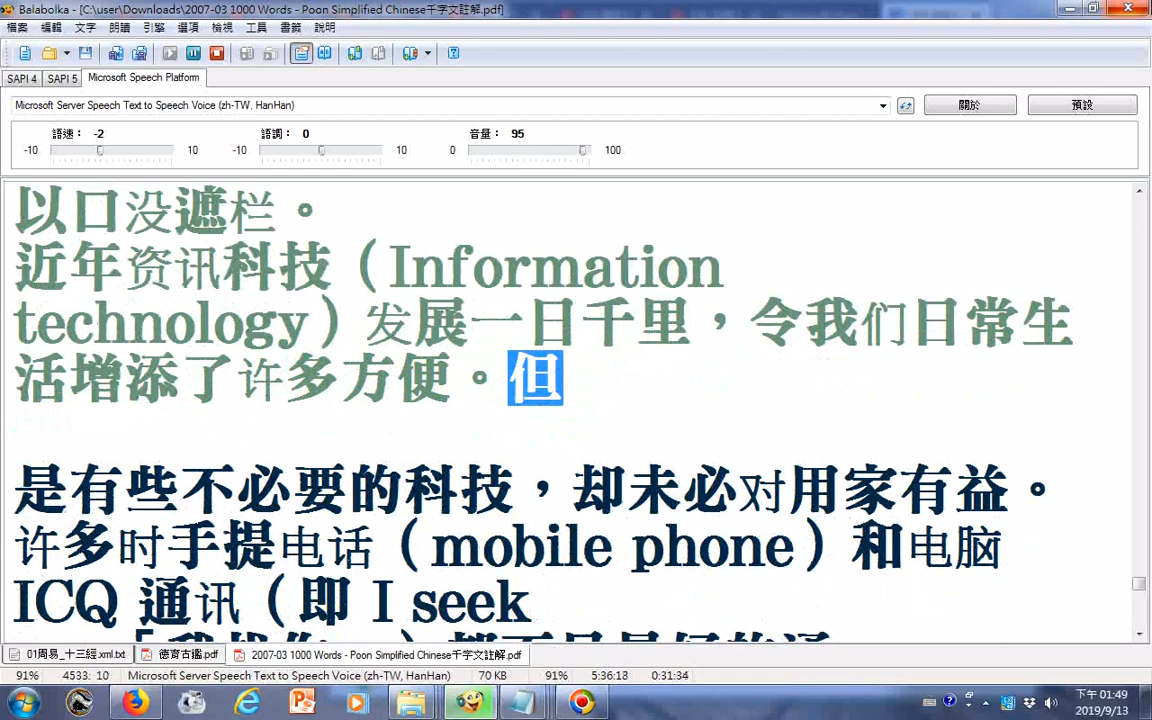 Balabolka - [C:\user\Downloads\2007-03 1000 Words - Poon Simplified Chinese千字文註解.pdf]
檔案 編輯 文字 朗讀 引擎 選項 檢視 工具 書籤 說明
SAPI 4 SAPI 5 Microsoft Speech Platform
Microsoft Server Speech Text to Speech Voice (zh-TW, HanHan) 關於 預設
語速： -2 語調： 0 音量： 95
-10 10 -10 10 0 100
以口没遮栏。
近年资讯科技（Information
technology）发展一日千里，令我们日常生
活增添了许多方便。但
是有些不必要的科技，却未必对用家有益。
许多时手提电话（mobile phone）和电脑
ICQ 通讯（即 I seek
01周易_十三經.xml.txt 德育古鑑.pdf 2007-03 1000 Words - Poon Simplified Chinese千字文註解.pdf
91% 4533: 10 Microsoft Server Speech Text to Speech Voice (zh-TW, HanHan) 70 KB 91% 5:36:13 0:31:34
下午 01:49
2019/9/13